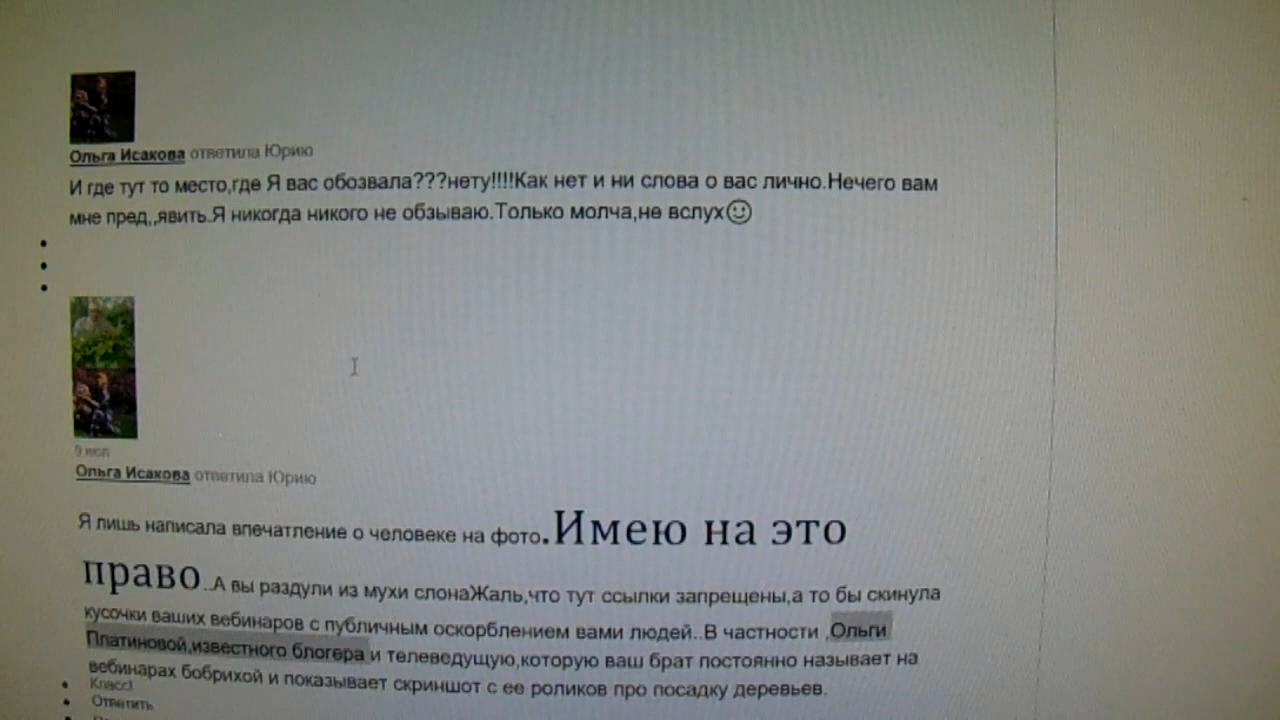 Ольга Исакова ответила Юрию
И где тут то место,где Я вас обозвала???нету!!!!Как нет и ни слова о вас лично.Нечего вам
мне пред,,явить.Я никогда никого не обзываю.Только молча,не вслух☺
9 июл
Ольга Исакова ответила Юрию
Я лишь написала впечатление о человеке на фото.Имею на это
право..А вы раздули из мухи слонаЖаль,что тут ссылки запрещены,а то бы скинула
кусочки ваших вебинаров с публичным оскорблением вами людей..В частности ,Ольги
Платиновой,известного блогера и телеведущую,которую ваш брат постоянно называет на
вебинарах бобрихой и показывает скриншот с ее роликов про посадку деревьев.
Ответить